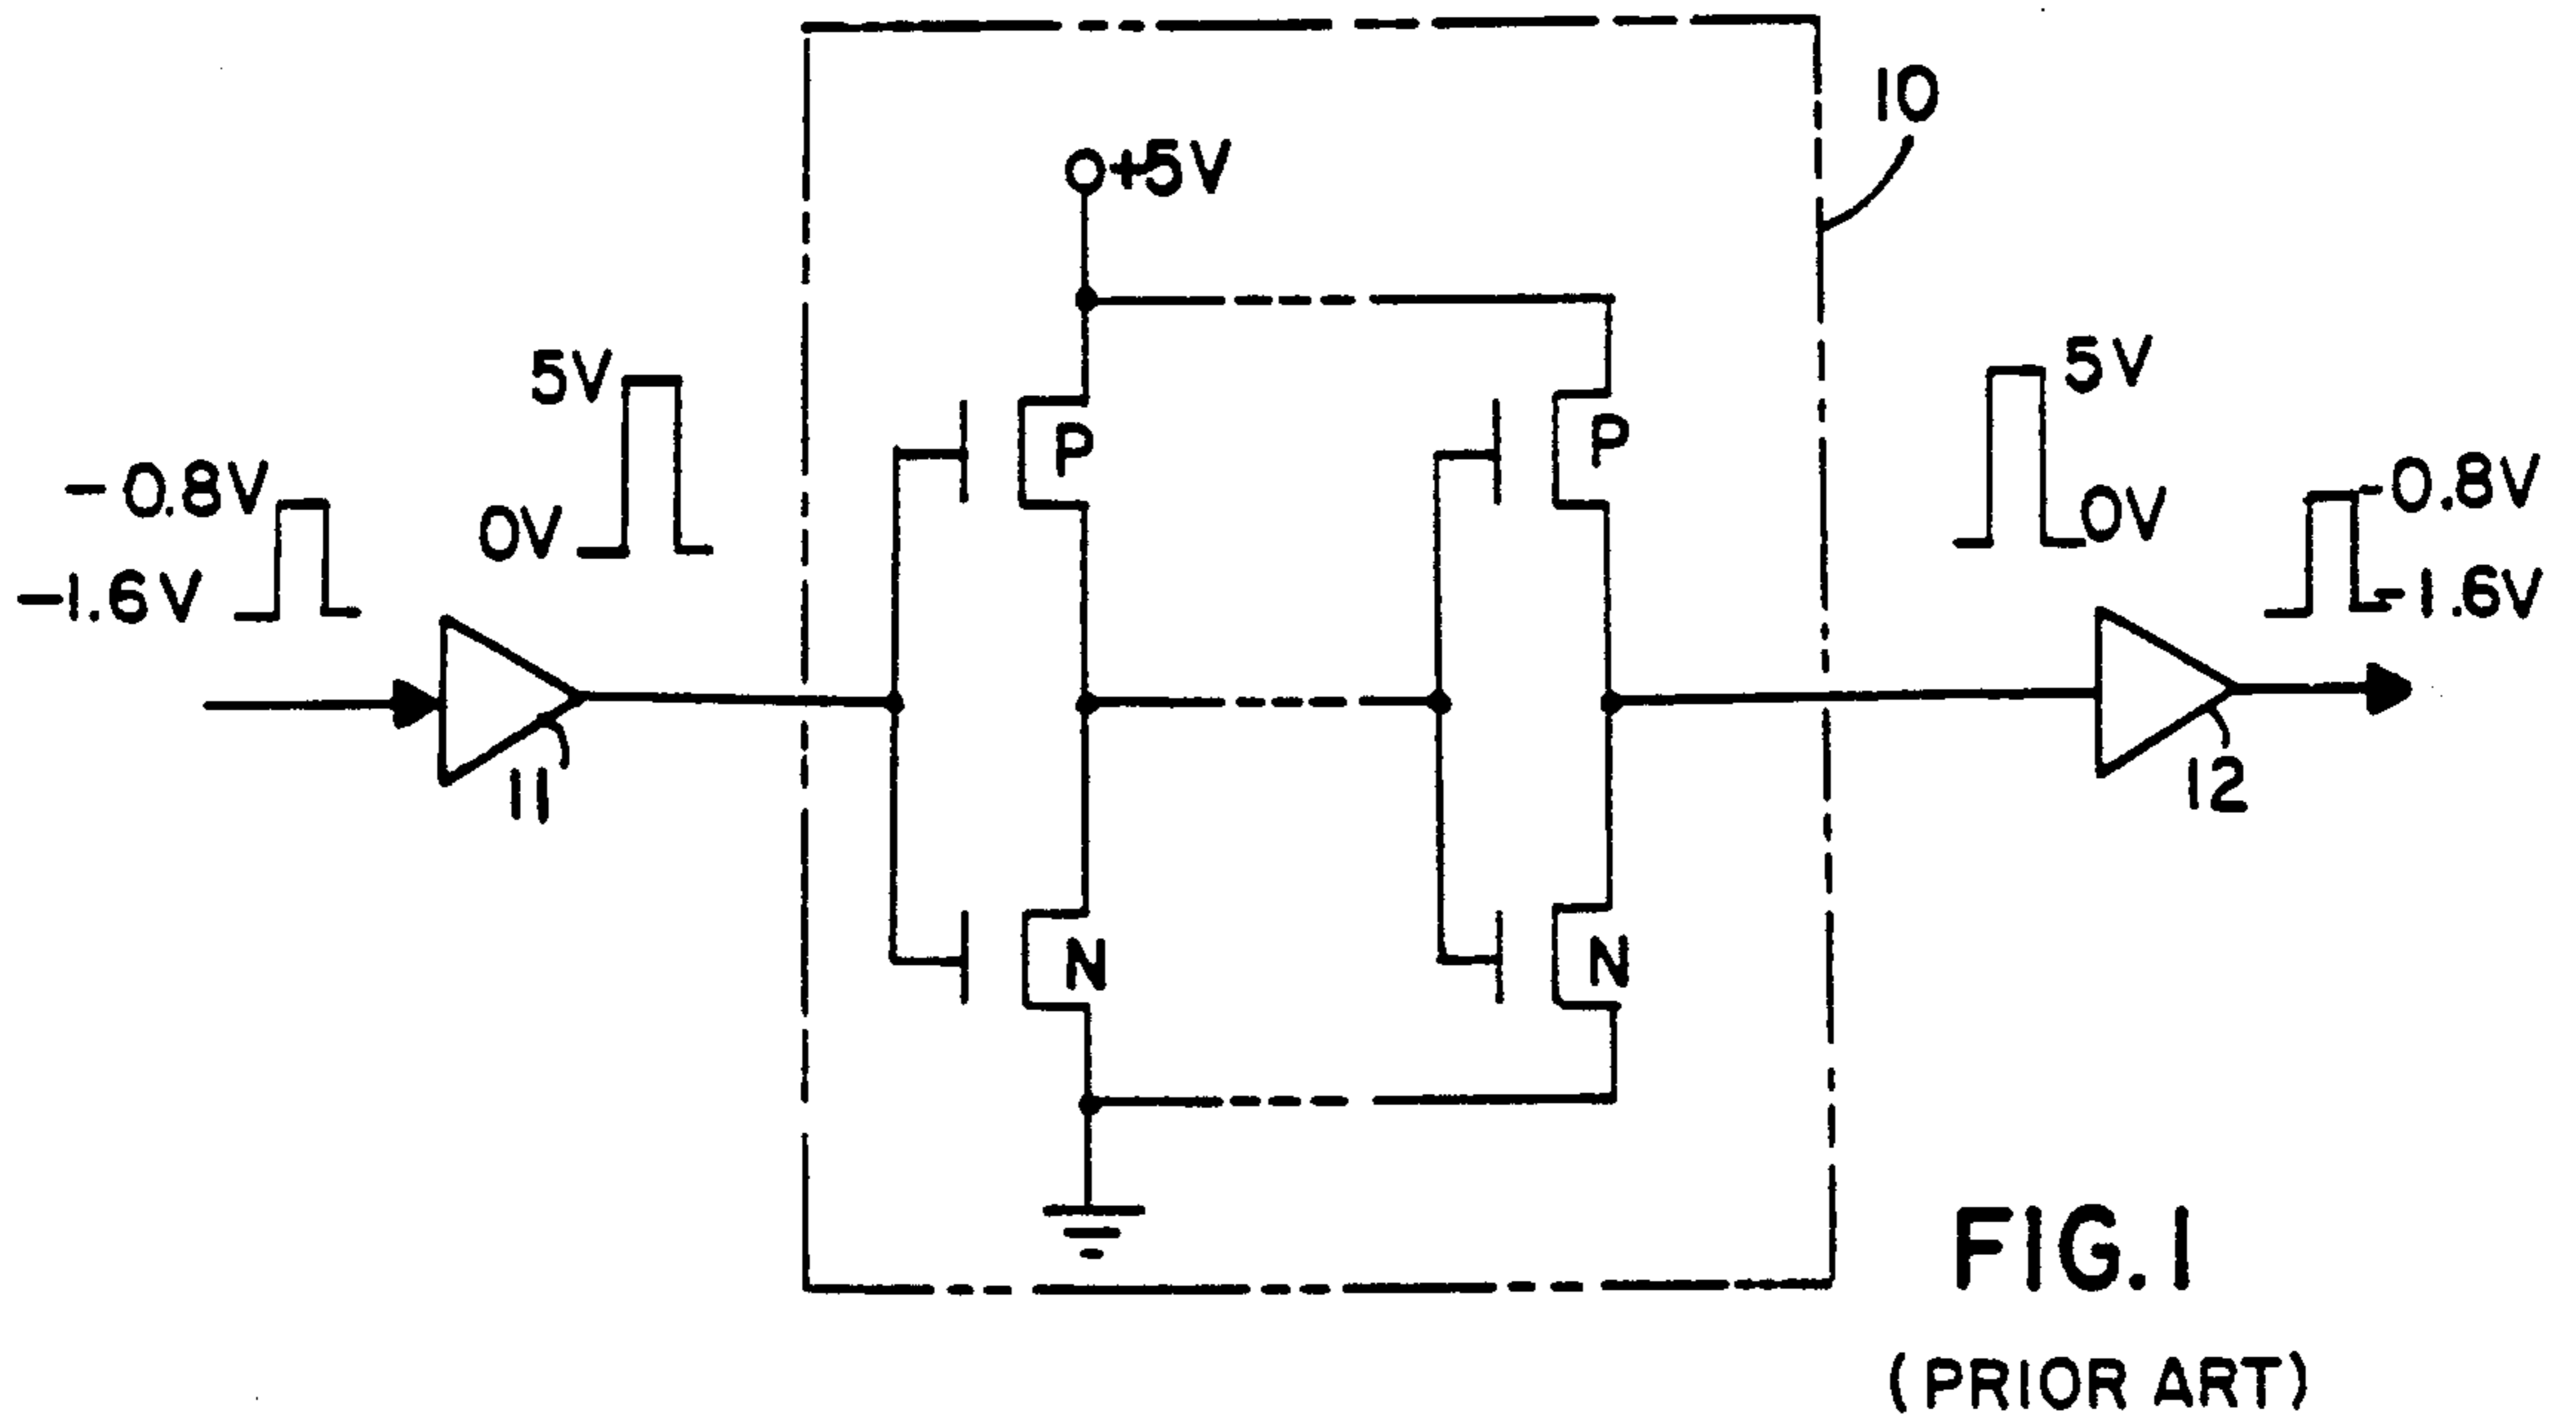 10
+5V
5V
0V
-0.8V
-1.6V
P
P
5V
0V
-0.8V
-1.6V
11
12
N
N
FIG. 1
(PRIOR ART)